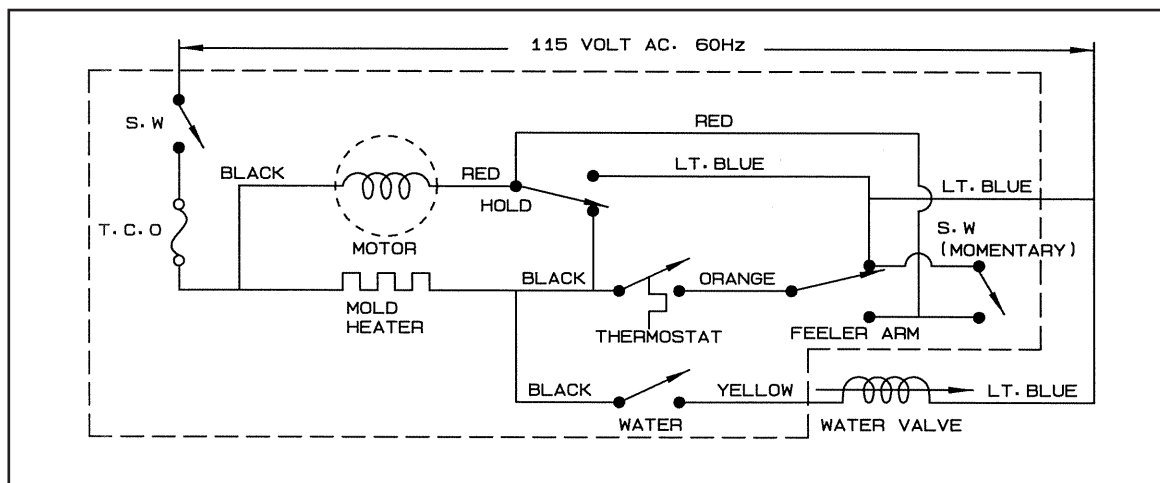 115 VOLT AC. 60Hz
S.W
RED
BLACK
RED
LT.BLUE
LT.BLUE
HOLD
T.C.O
S.W
(MOMENTARY)
MOTOR
BLACK
ORANGE
MOLD
HEATER
THERMOSTAT
FEELER ARM
BLACK
YELLOW
LT.BLUE
WATER
WATER VALVE